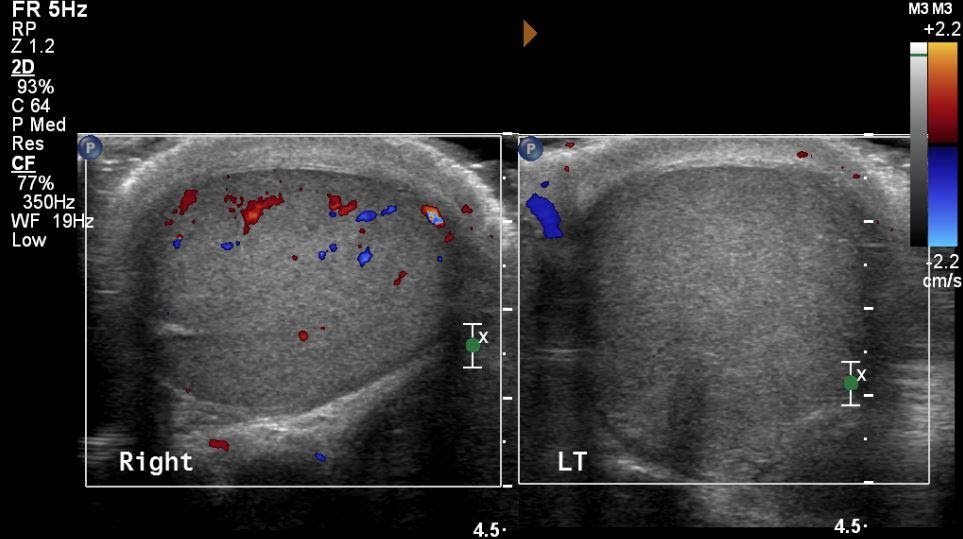 FR 5Hz
RP
Z 1.2
2D
93%
C 64
P Med
Res
CF
77%
350Hz
WF 19Hz
Low
P
Right
x
4.5
P
LT
x
4.5
M3 M3
+2.2
-2.2
cm/s